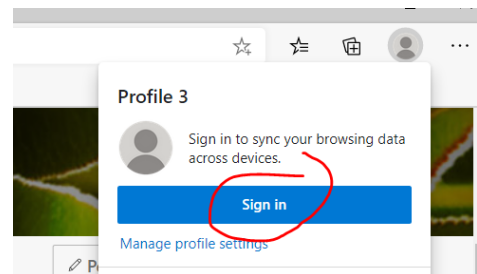 Profile 3
Sign in to sync your browsing data
across devices.
Sign in
Manage profile settings